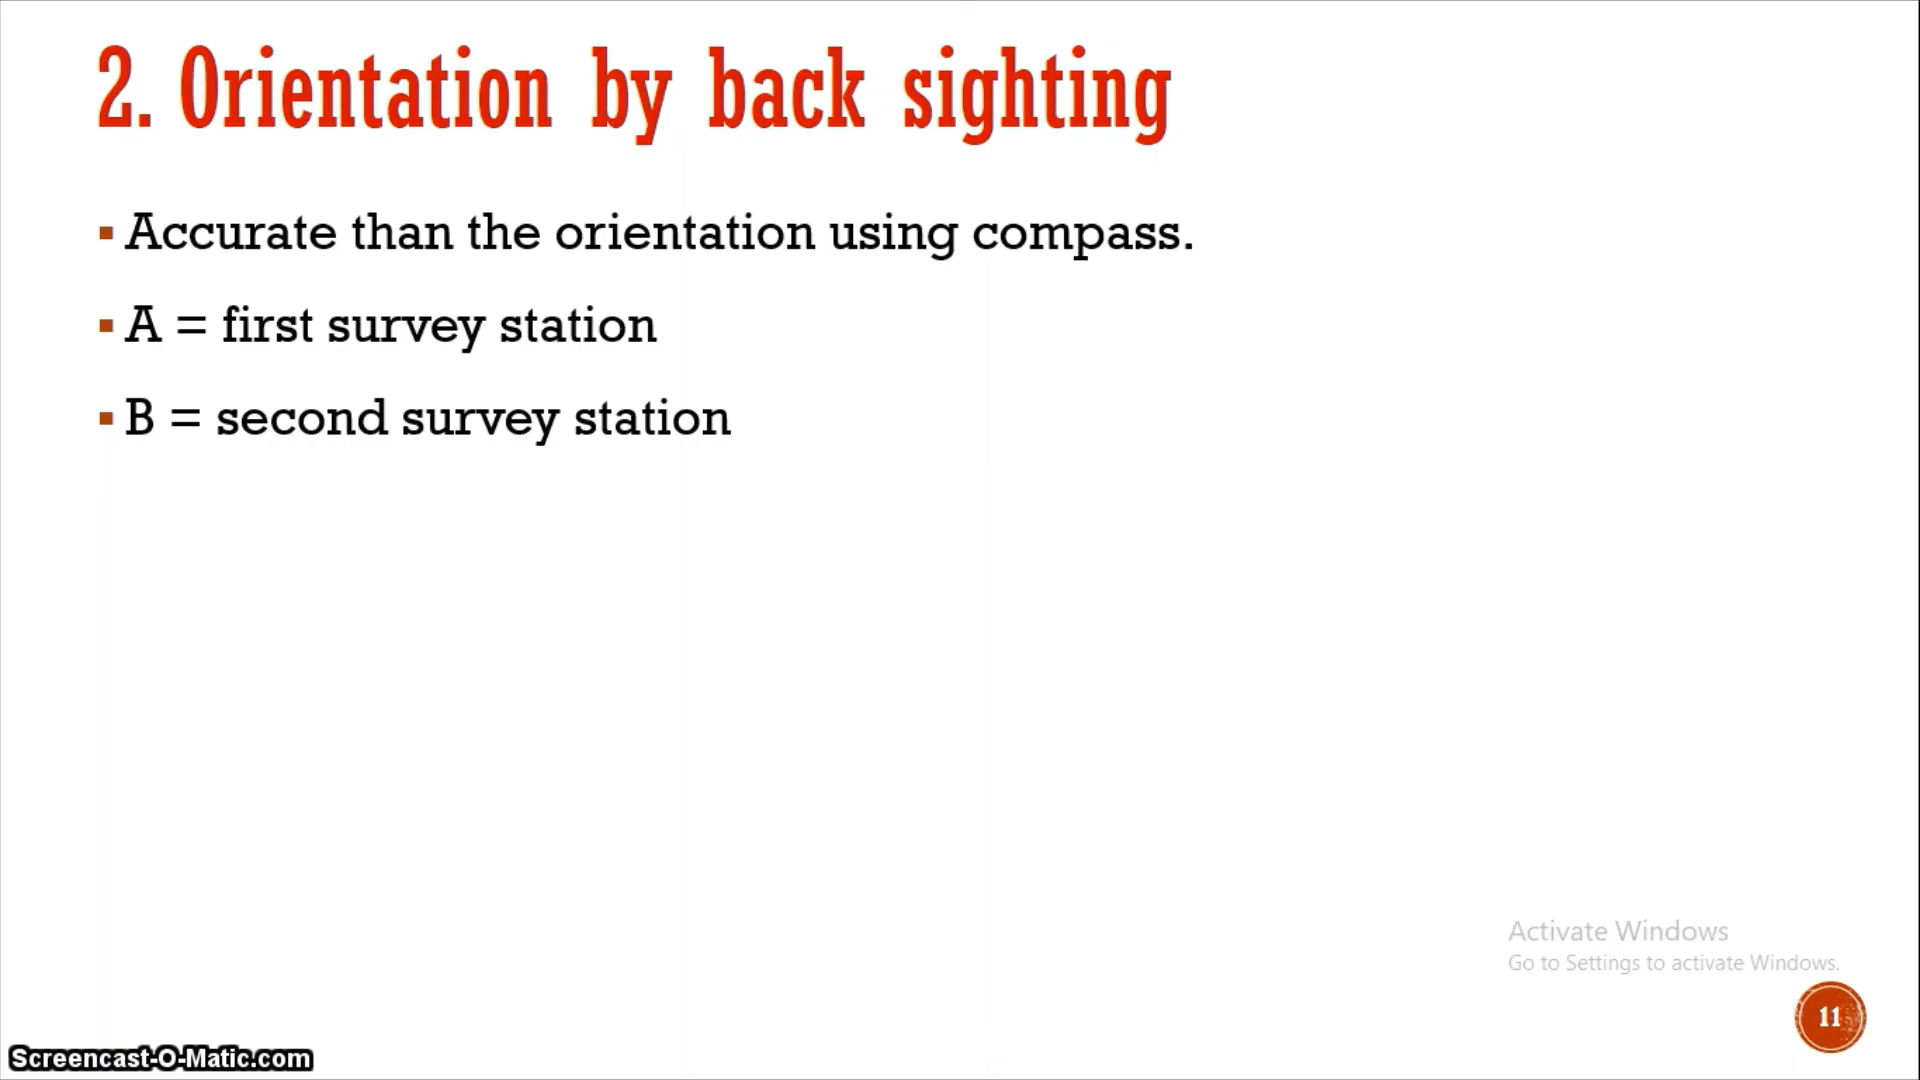 2. Orientation by back sighting
▪ Accurate than the orientation using compass.
▪ A = first survey station
▪ B = second survey station
Activate Windows
Go to Settings to activate Windows.
11
Screencast-O-Matic.com